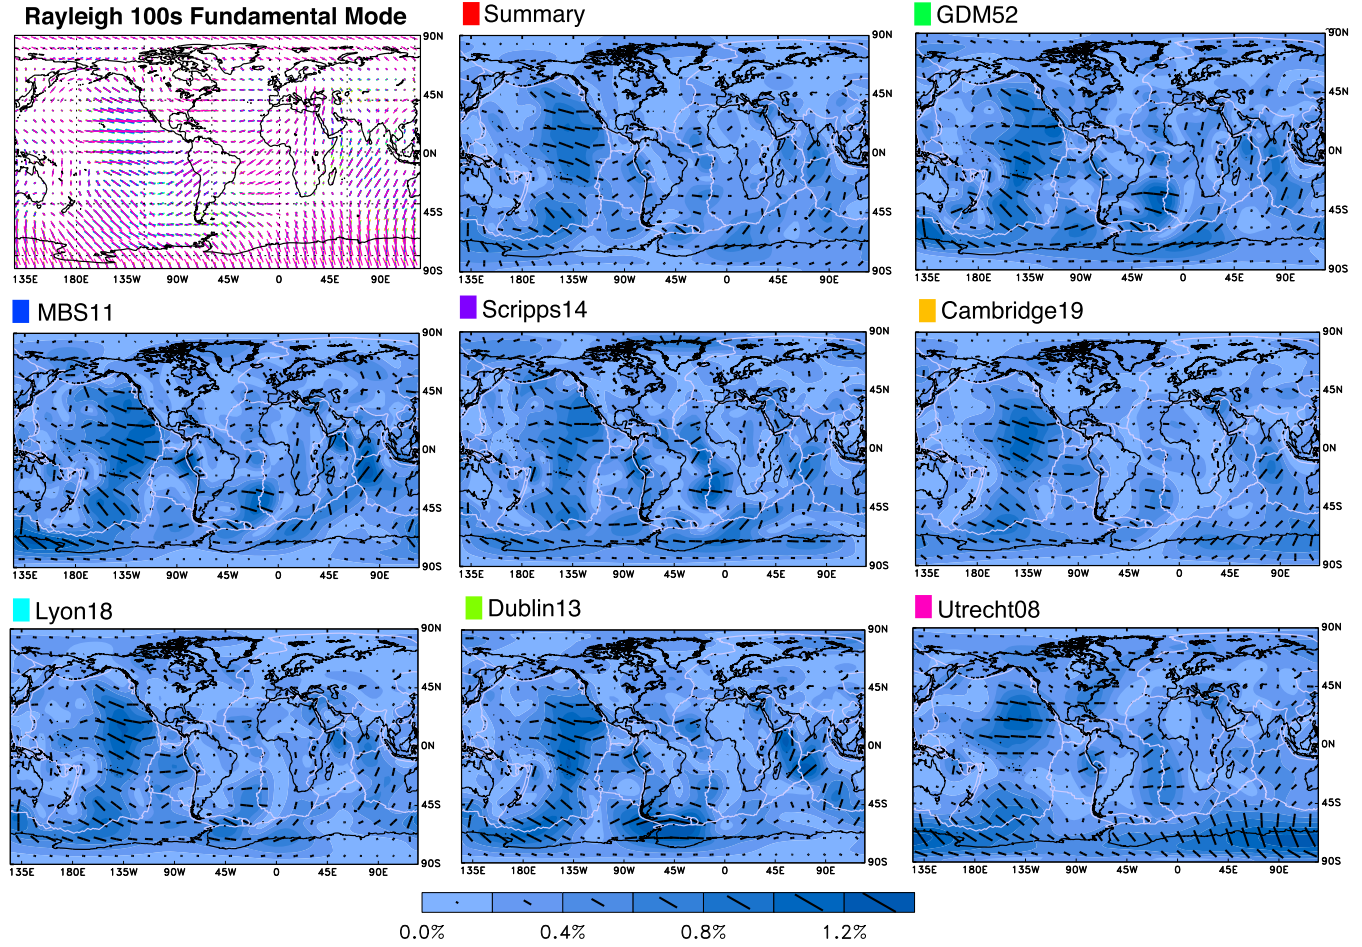 Rayleigh 100s Fundamental Mode
Summary
GDM52
90N
45N
0N
45S
90S
135E 180E 135W 90W 45W 0 45E 90E
90N
45N
0N
45S
90S
135E 180E 135W 90W 45W 0 45E 90E
90N
45N
0N
45S
90S
135E 180E 135W 90W 45W 0 45E 90E
MBS11
Scripps14
Cambridge19
90N
45N
0N
45S
90S
135E 180E 135W 90W 45W 0 45E 90E
90N
45N
0N
45S
90S
135E 180E 135W 90W 45W 0 45E 90E
90N
45N
0N
45S
90S
135E 180E 135W 90W 45W 0 45E 90E
Lyon18
Dublin13
Utrecht08
90N
45N
0N
45S
90S
135E 180E 135W 90W 45W 0 45E 90E
90N
45N
0N
45S
90S
135E 180E 135W 90W 45W 0 45E 90E
90N
45N
0N
45S
90S
135E 180E 135W 90W 45W 0 45E 90E
0.0% 0.4% 0.8% 1.2%